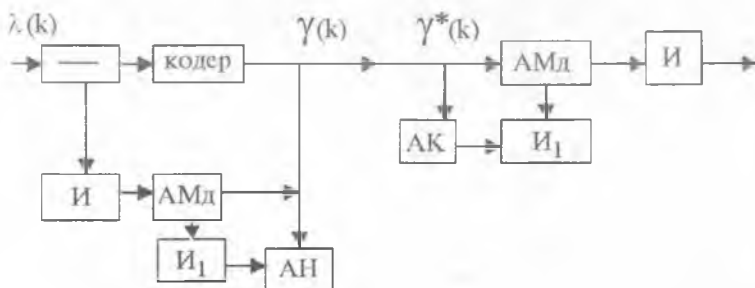 λ(k)
γ(k)
γ*(k)
кодер
АМд
И
АК
И1
И
АМд
И1
АН